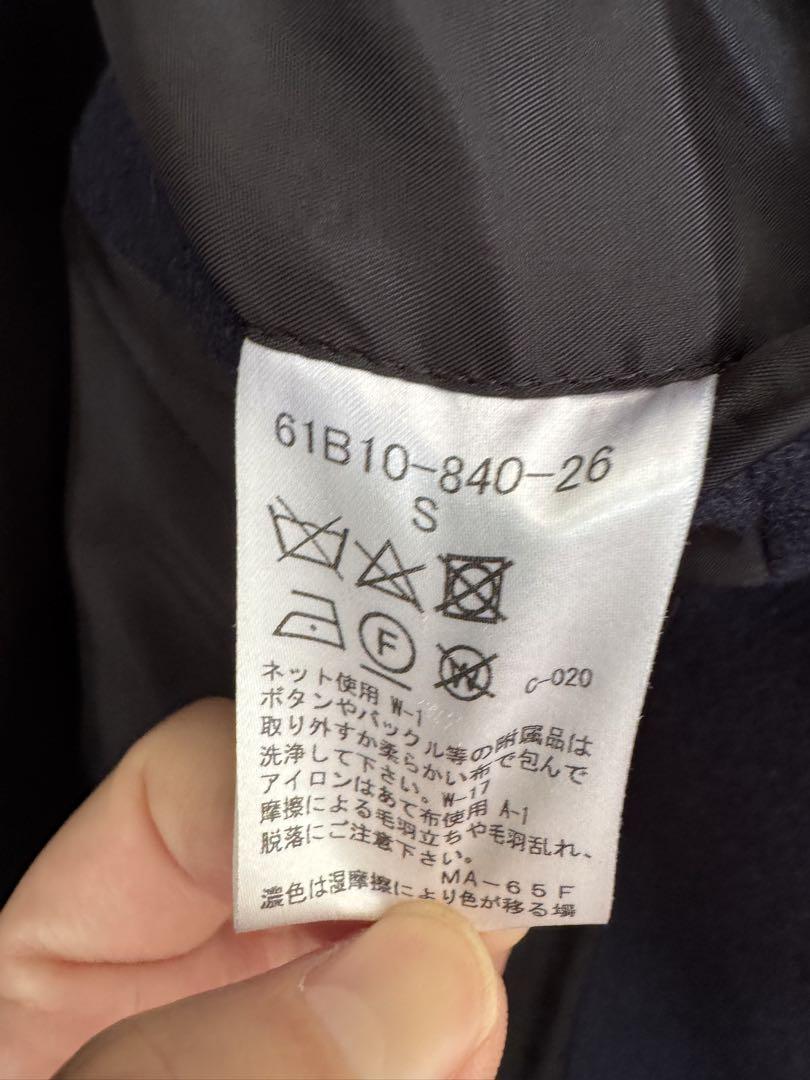 61B10-840-26
S
F
W
C-020
ネット使用 W-1
ボタンやバックル等の附属品は
取り外すか柔らかい布で包んで
洗浄して下さい。W-17
アイロンはあて布使用 A-1
摩擦による毛羽立ちや毛羽乱れ、
脱落にご注意下さい。
MA-65F
濃色は湿摩擦により色が移る場